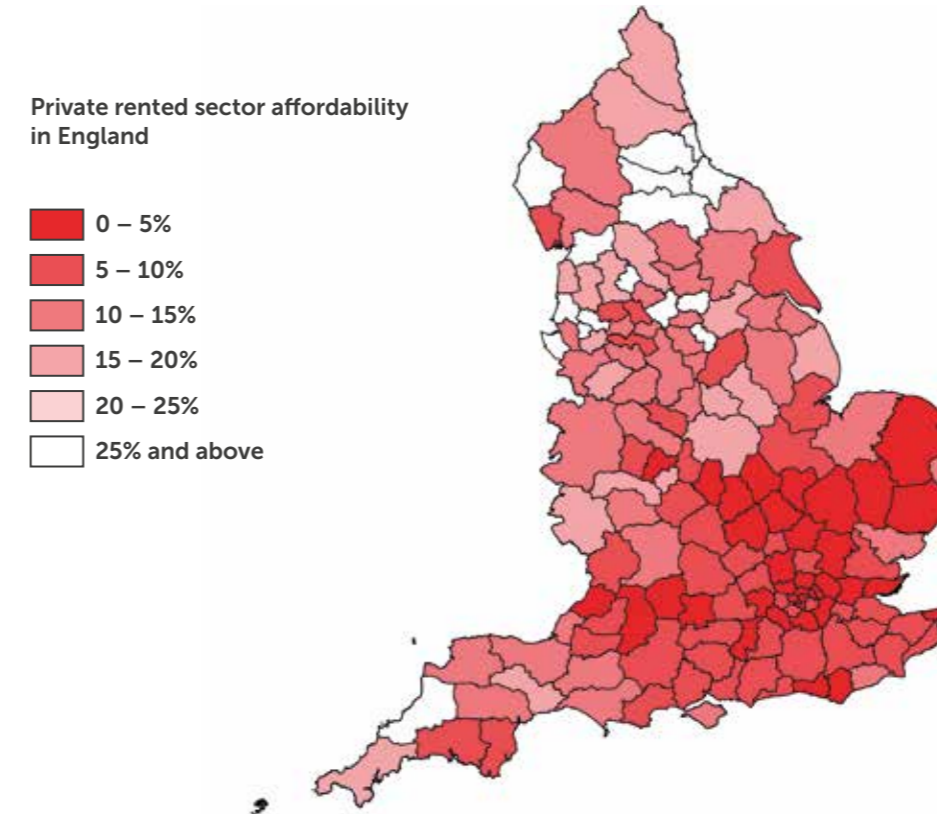 Private rented sector affordability
in England
0 – 5%
5 – 10%
10 – 15%
15 – 20%
20 – 25%
25% and above